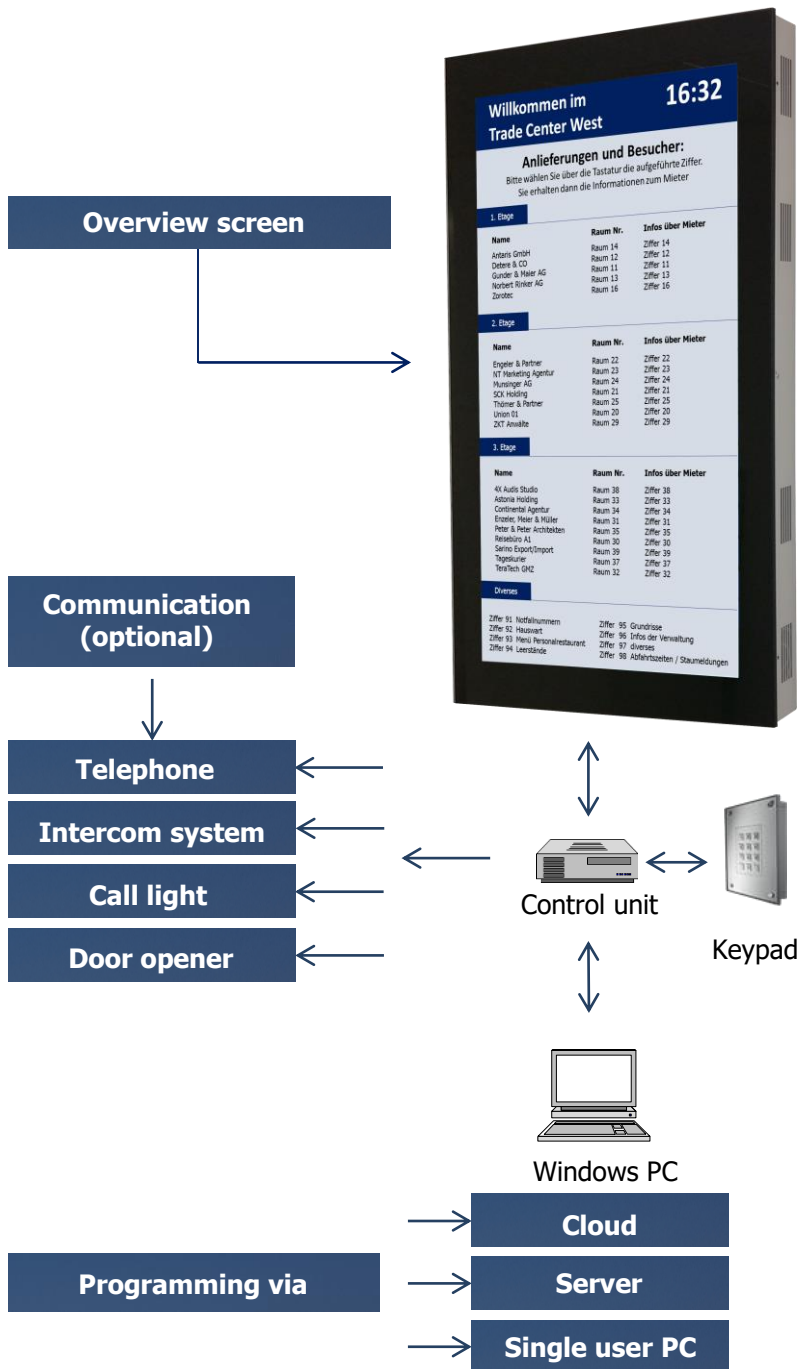 Willkommen im
Trade Center West
16:32
Anlieferungen und Besucher:
Bitte wählen Sie über die Tastatur die aufgeführte Ziffer.
Sie erhalten dann die Informationen zum Mieter
1. Etage
Name Raum Nr. Infos über Mieter
Antaris GmbH Raum 14 Ziffer 14
Detere & CO Raum 12 Ziffer 12
Gunder & Maier AG Raum 11 Ziffer 11
Norbert Rinker AG Raum 13 Ziffer 13
Zorotec Raum 16 Ziffer 16
2. Etage
Name Raum Nr. Infos über Mieter
Engeler & Partner Raum 22 Ziffer 22
NT Marketing Agentur Raum 23 Ziffer 23
Munsinger AG Raum 24 Ziffer 24
SCK Holding Raum 21 Ziffer 21
Thömer & Partner Raum 25 Ziffer 25
Union 01 Raum 20 Ziffer 20
ZKT Anwälte Raum 29 Ziffer 29
3. Etage
Name Raum Nr. Infos über Mieter
4X Audis Studio Raum 38 Ziffer 38
Astonia Holding Raum 33 Ziffer 33
Continental Agentur Raum 34 Ziffer 34
Enzeler, Meier & Müller Raum 31 Ziffer 31
Peter & Peter Architekten Raum 35 Ziffer 35
Reisebüro A1 Raum 30 Ziffer 30
Sarino Export/Import Raum 39 Ziffer 39
Tageskurier Raum 37 Ziffer 37
TeraTech GMZ Raum 32 Ziffer 32
Diverses
Ziffer 91 Notfallnummern Ziffer 95 Grundrisse
Ziffer 92 Hauswart Ziffer 96 Infos der Verwaltung
Ziffer 93 Menü Personalrestaurant Ziffer 97 diverses
Ziffer 94 Leerstände Ziffer 98 Abfahrtszeiten / Staumeldungen
Overview screen
Communication
(optional)
Telephone
Intercom system
Call light
Door opener
Control unit
Keypad
Windows PC
Programming via
Cloud
Server
Single user PC